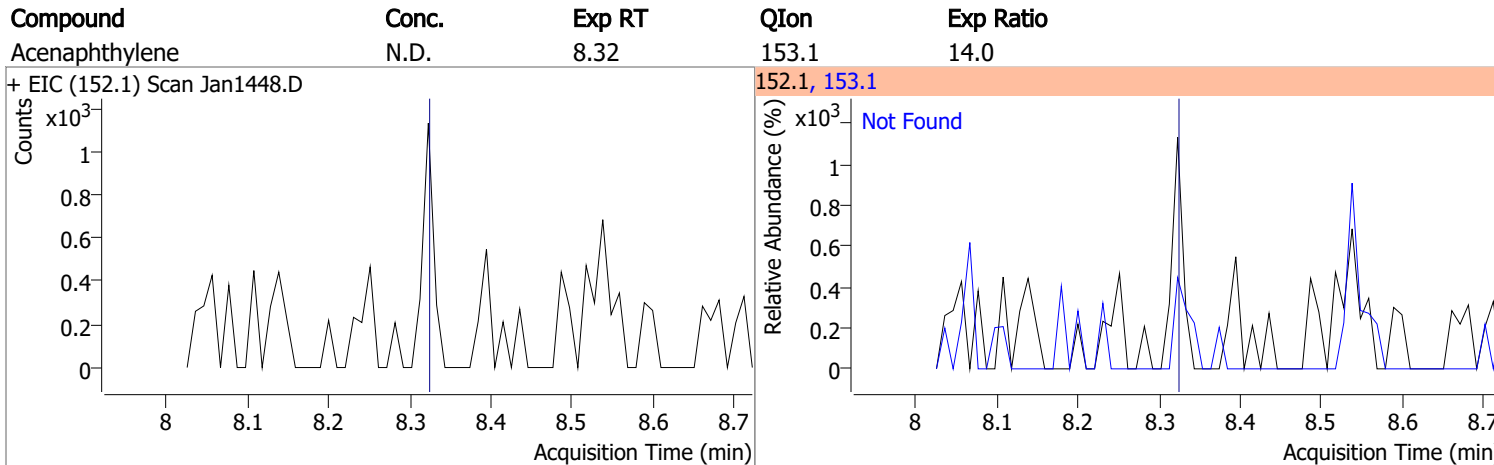 Compound Conc. Exp RT QIon Exp Ratio
Acenaphthylene N.D. 8.32 153.1 14.0
+ EIC (152.1) Scan Jan1448.D
Counts
x10³
1
0.8
0.6
0.4
0.2
0
8 8.1 8.2 8.3 8.4 8.5 8.6 8.7
Acquisition Time (min)
152.1, 153.1
Relative Abundance (%)
x10³
Not Found
1
0.8
0.6
0.4
0.2
0
8 8.1 8.2 8.3 8.4 8.5 8.6 8.7
Acquisition Time (min)